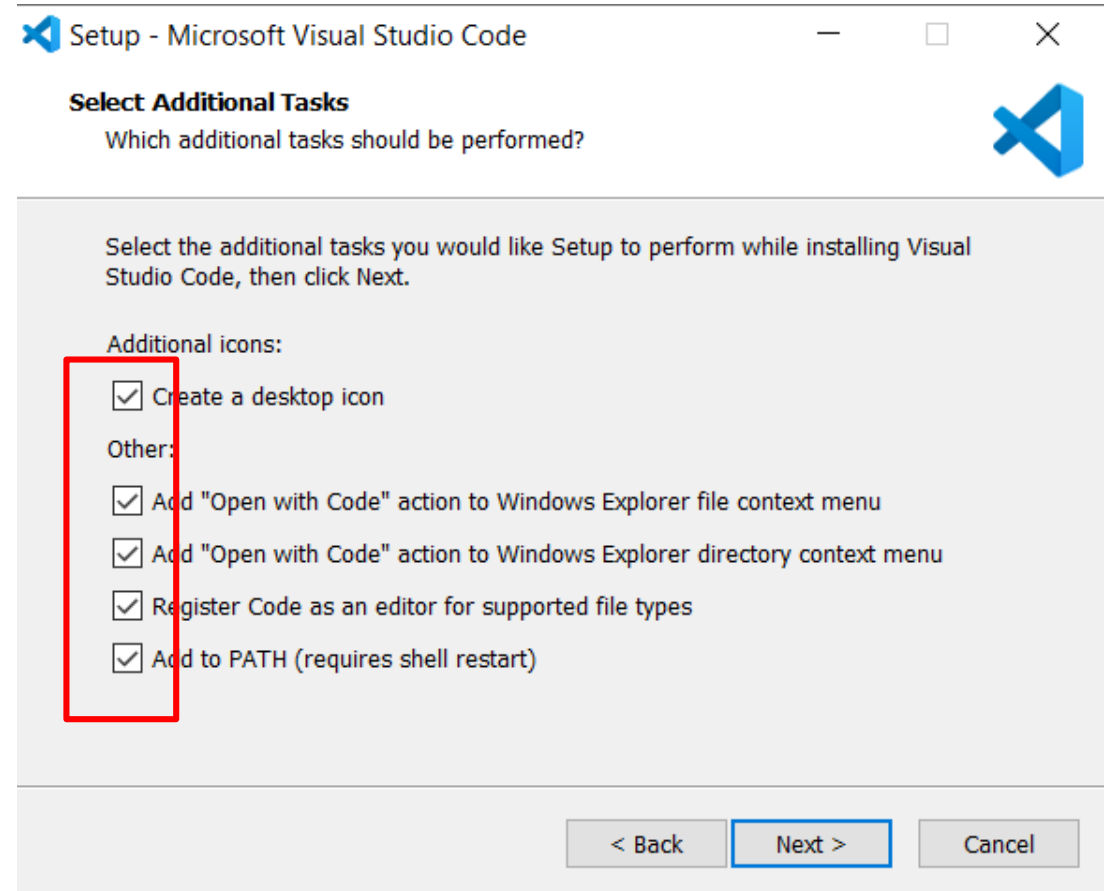 Setup - Microsoft Visual Studio Code
Select Additional Tasks
Which additional tasks should be performed?
Select the additional tasks you would like Setup to perform while installing Visual
Studio Code, then click Next.
Additional icons:
Create a desktop icon
Other:
Add "Open with Code" action to Windows Explorer file context menu
Add "Open with Code" action to Windows Explorer directory context menu
Register Code as an editor for supported file types
Add to PATH (requires shell restart)
< Back Next > Cancel